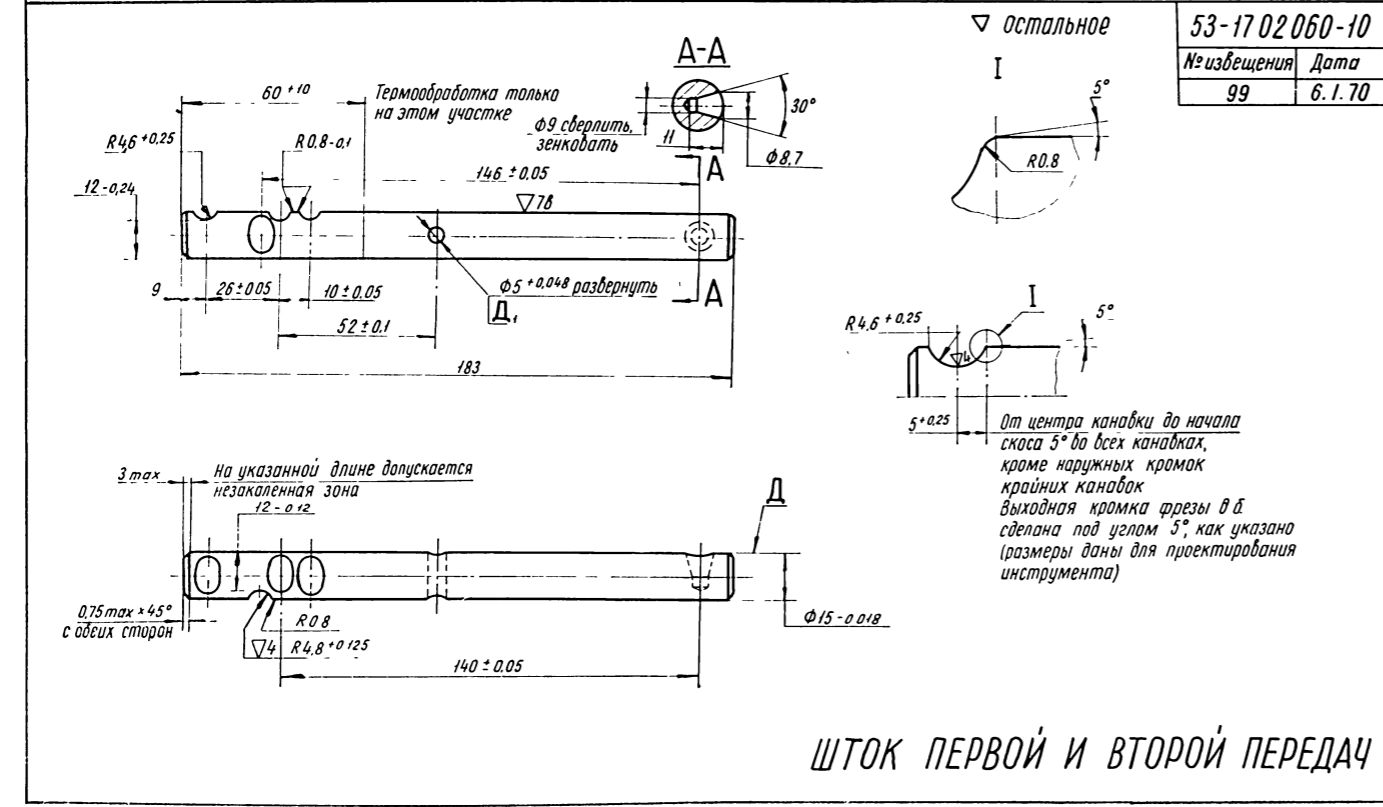 ▽ остальное
53-1702060-10
№ извещения Дата
99 6.1.70
А-А
I
60 +10
Термообработка только
на этом участке
Ф9 сверлить,
зенковать
11
30°
Ф8,7
5°
R0.8
R4,6 +0,25
R0,8-0,1
А
146 ±0,05
12-0,24
▽7в
9
26±0.05
10±0.05
Ф5 +0,048 развернуть
А
Д₁
52±0.1
183
R4.6 +0.25
I
▽4
5°
5+0,25
От центра канавки до начала
скоса 5° во всех канавках,
кроме наружных кромок
крайних канавок
Выходная кромка фрезы д.б.
сделана под углом 5°, как указано
(размеры даны для проектирования
инструмента)
3 max
На указанной длине допускается
незакаленная зона
12-0.12
Д
0,75 max × 45°
с обеих сторон
R0.8
▽4 R4,8 +0.125
Ф15-0.018
140 ±0.05
ШТОК ПЕРВОЙ И ВТОРОЙ ПЕРЕДАЧ